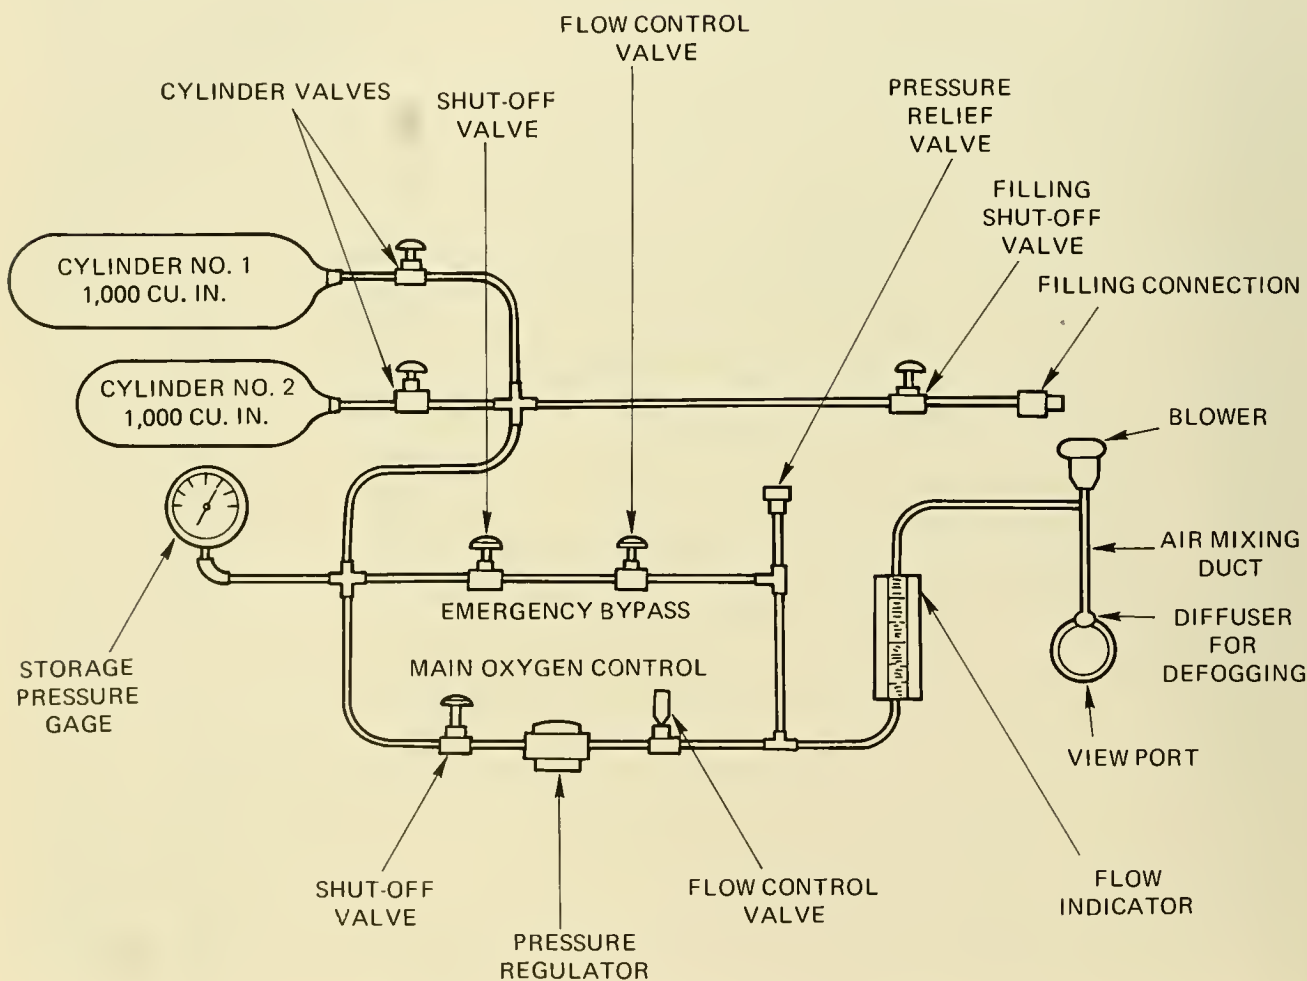 FLOW CONTROL
VALVE
CYLINDER VALVES
SHUT-OFF
VALVE
PRESSURE
RELIEF
VALVE
FILLING
SHUT-OFF
VALVE
CYLINDER NO. 1
1,000 CU. IN.
FILLING CONNECTION
CYLINDER NO. 2
1,000 CU. IN.
BLOWER
AIR MIXING
DUCT
EMERGENCY BYPASS
DIFFUSER
FOR
DEFOGGING
STORAGE
PRESSURE
GAGE
MAIN OXYGEN CONTROL
VIEW PORT
SHUT-OFF
VALVE
PRESSURE
REGULATOR
FLOW CONTROL
VALVE
FLOW
INDICATOR